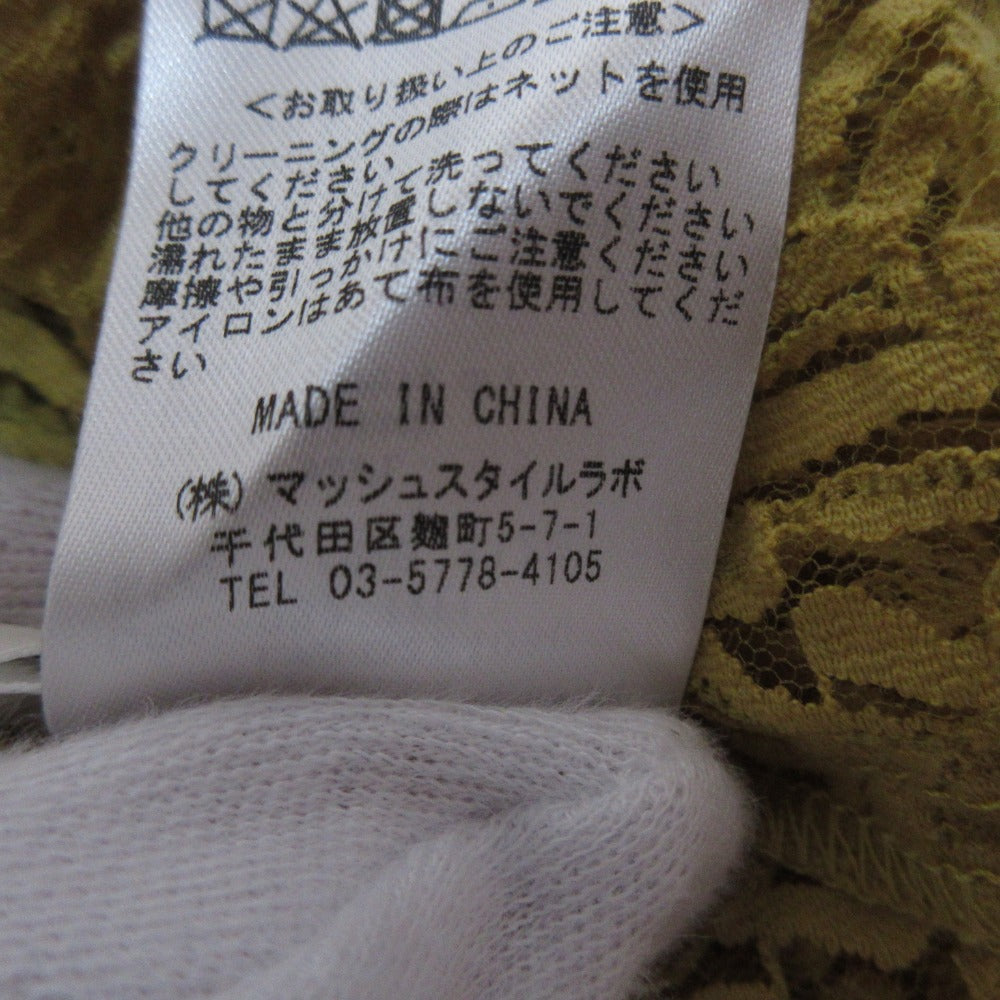 <お取り扱い上のご注意>
クリーニングの際はネットを使用
してください
他の物と分けて洗ってください
濡れたまま放置しないでください
摩擦や引っかけにご注意ください
アイロンはあて布を使用してくだ
さい
MADE IN CHINA
(株)マッシュスタイルラボ
千代田区麹町5-7-1
TEL 03-5778-4105